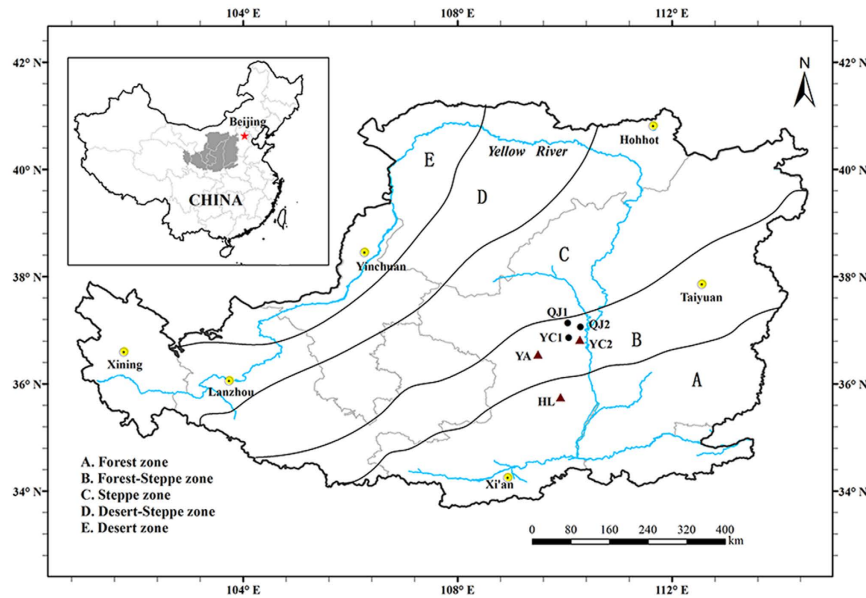 104° E
108° E
112° E
42° N
42° N
N
Beijing
CHINA
Hohhot
Yellow River
40° N
40° N
E
D
C
Yinchuan
38° N
38° N
Taiyuan
QJ1
QJ2
YC1
YC2
B
YA
Xining
36° N
36° N
Lanzhou
A
HL
A. Forest zone
B. Forest-Steppe zone
C. Steppe zone
D. Desert-Steppe zone
E. Desert zone
34° N
34° N
Xi'an
0 80 160 240 320 400
km
104° E
108° E
112° E